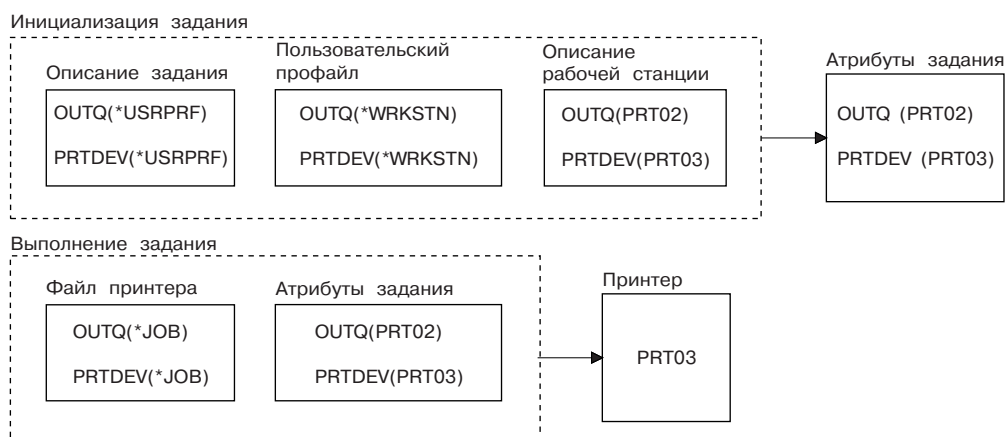 Инициализация задания
Описание задания
OUTQ(*USRPRF)
PRTDEV(*USRPRF)
Пользовательский
профайл
OUTQ(*WRKSTN)
PRTDEV(*WRKSTN)
Описание
рабочей станции
OUTQ(PRT02)
PRTDEV(PRT03)
Атрибуты задания
OUTQ (PRT02)
PRTDEV (PRT03)
Выполнение задания
Файл принтера
OUTQ(*JOB)
PRTDEV(*JOB)
Атрибуты задания
OUTQ(PRT02)
PRTDEV(PRT03)
Принтер
PRT03